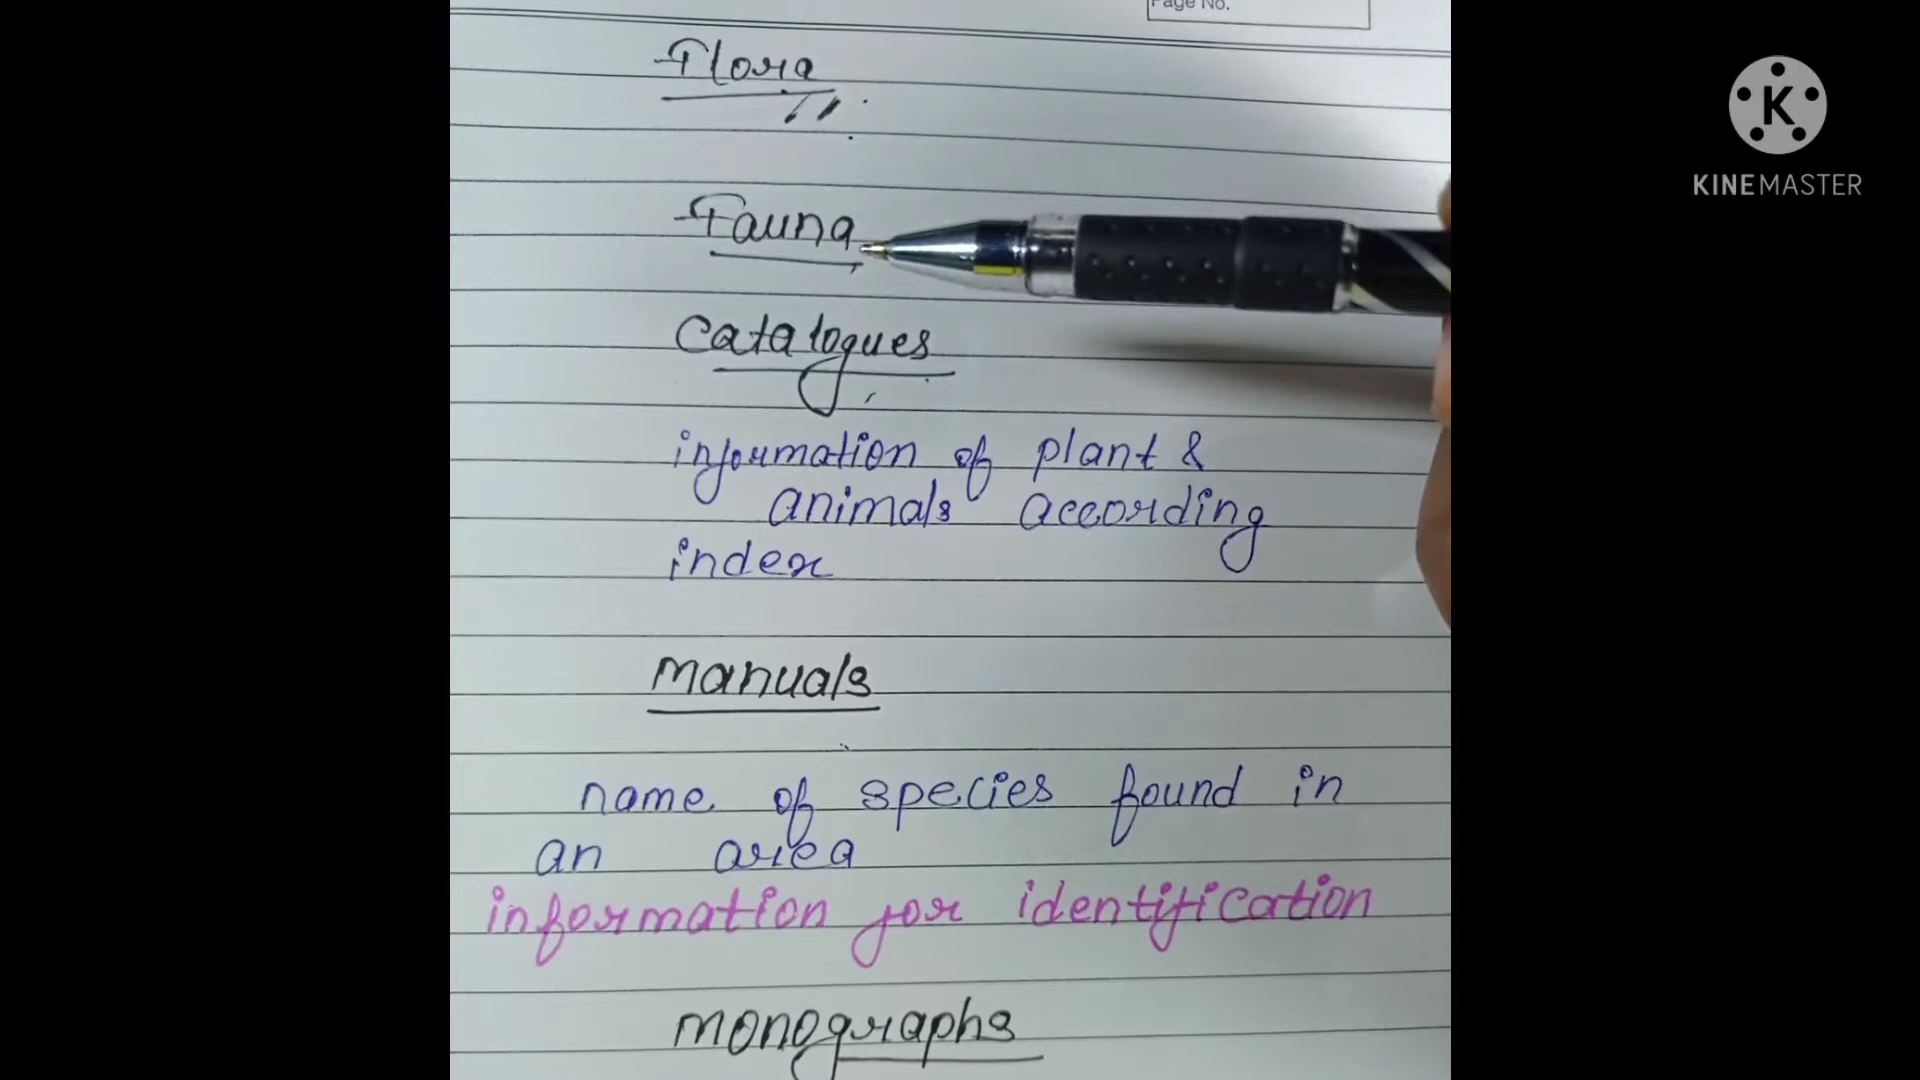 Page No.
K
KINEMASTER
Flora
Fauna
Catalogues
information of plant &
animals according
index
Manuals
name of species found in
an area
information for identification
Monographs